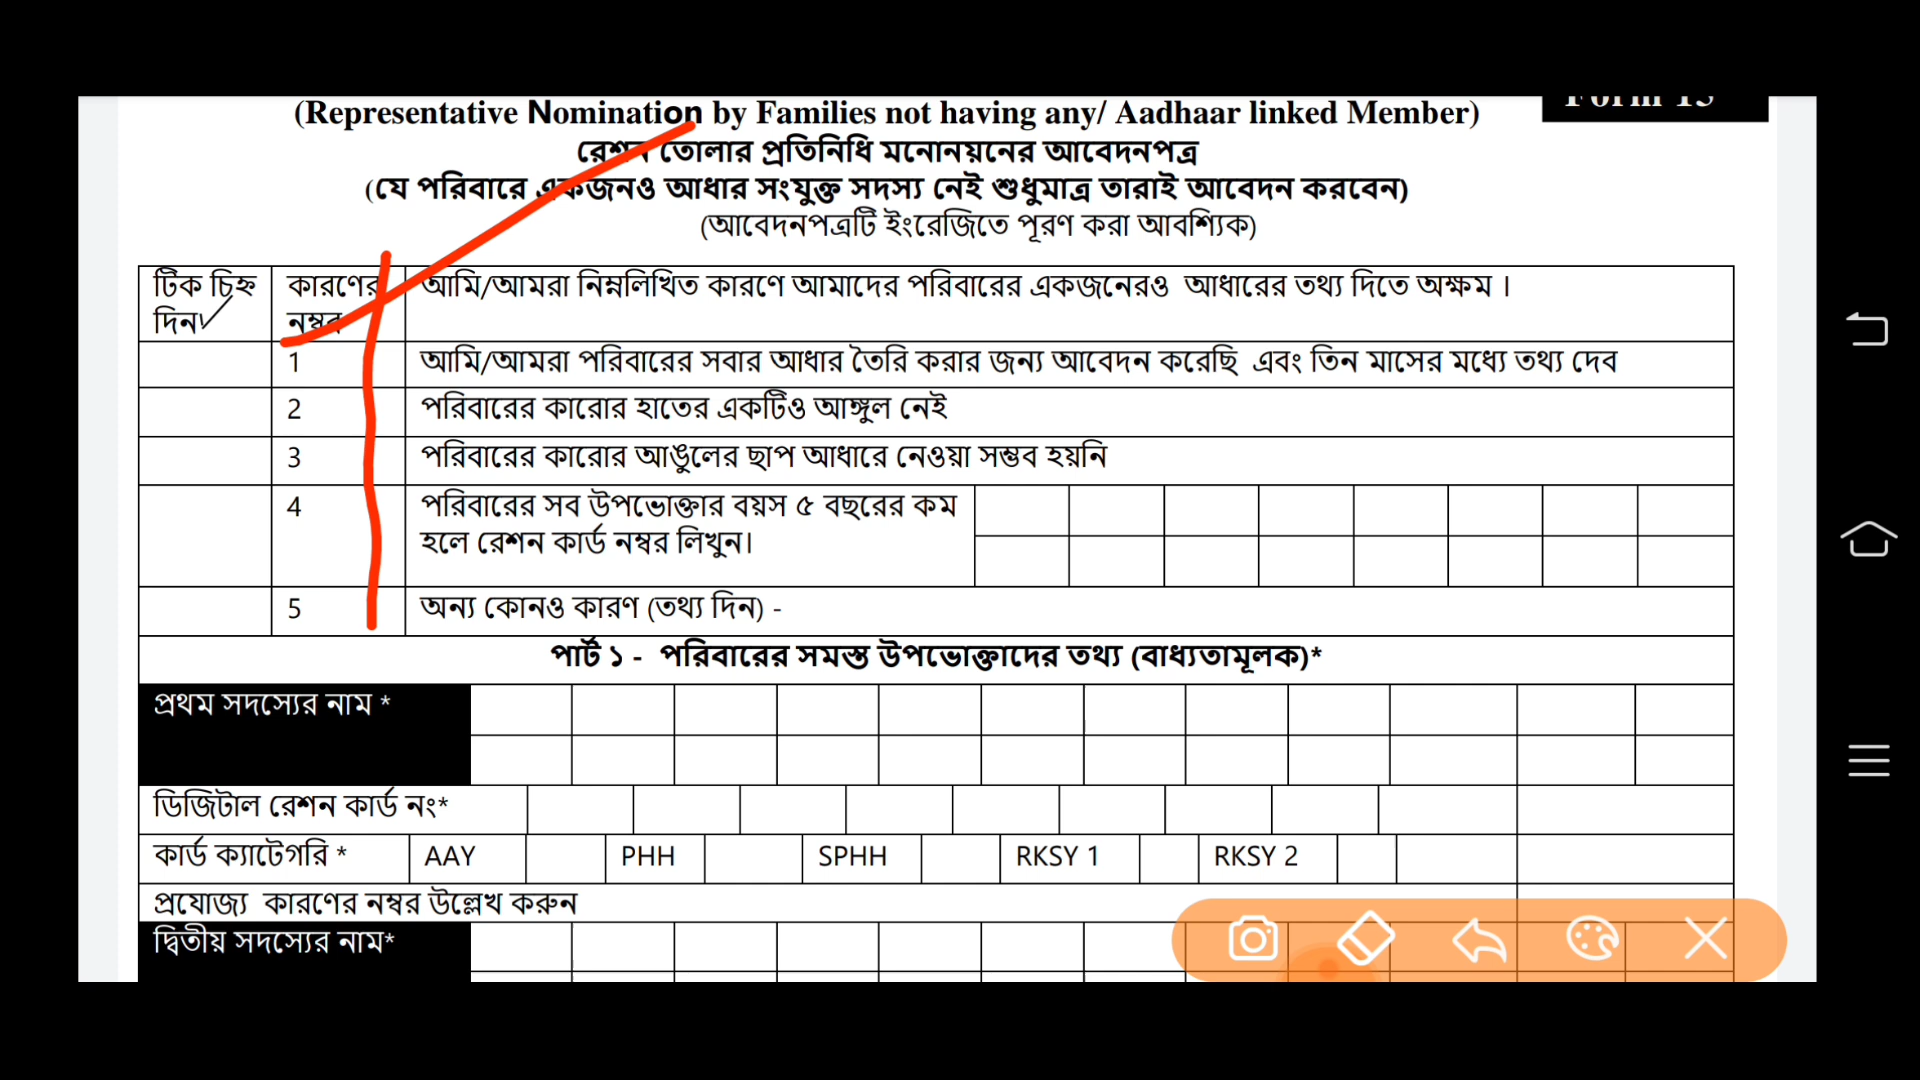 Form 15
(Representative Nomination by Families not having any/ Aadhaar linked Member)
রেশন তোলার প্রতিনিধি মনোনয়নের আবেদনপত্র
(যে পরিবারে একজনও আধার সংযুক্ত সদস্য নেই শুধুমাত্র তারাই আবেদন করবেন)
(আবেদনপত্রটি ইংরেজিতে পূরণ করা আবশ্যিক)
টিক চিহ্ন দিন✓ কারণের নম্বর আমি/আমরা নিম্নলিখিত কারণে আমাদের পরিবারের একজনেরও আধারের তথ্য দিতে অক্ষম ।
1 আমি/আমরা পরিবারের সবার আধার তৈরি করার জন্য আবেদন করেছি এবং তিন মাসের মধ্যে তথ্য দেব
2 পরিবারের কারোর হাতের একটিও আঙ্গুল নেই
3 পরিবারের কারোর আঙুলের ছাপ আধারে নেওয়া সম্ভব হয়নি
4 পরিবারের সব উপভোক্তার বয়স ৫ বছরের কম
হলে রেশন কার্ড নম্বর লিখুন।
5 অন্য কোনও কারণ (তথ্য দিন) -
পার্ট ১ - পরিবারের সমস্ত উপভোক্তাদের তথ্য (বাধ্যতামূলক)*
প্রথম সদস্যের নাম *
ডিজিটাল রেশন কার্ড নং*
কার্ড ক্যাটেগরি * AAY PHH SPHH RKSY 1 RKSY 2
প্রযোজ্য কারণের নম্বর উল্লেখ করুন
দ্বিতীয় সদস্যের নাম*